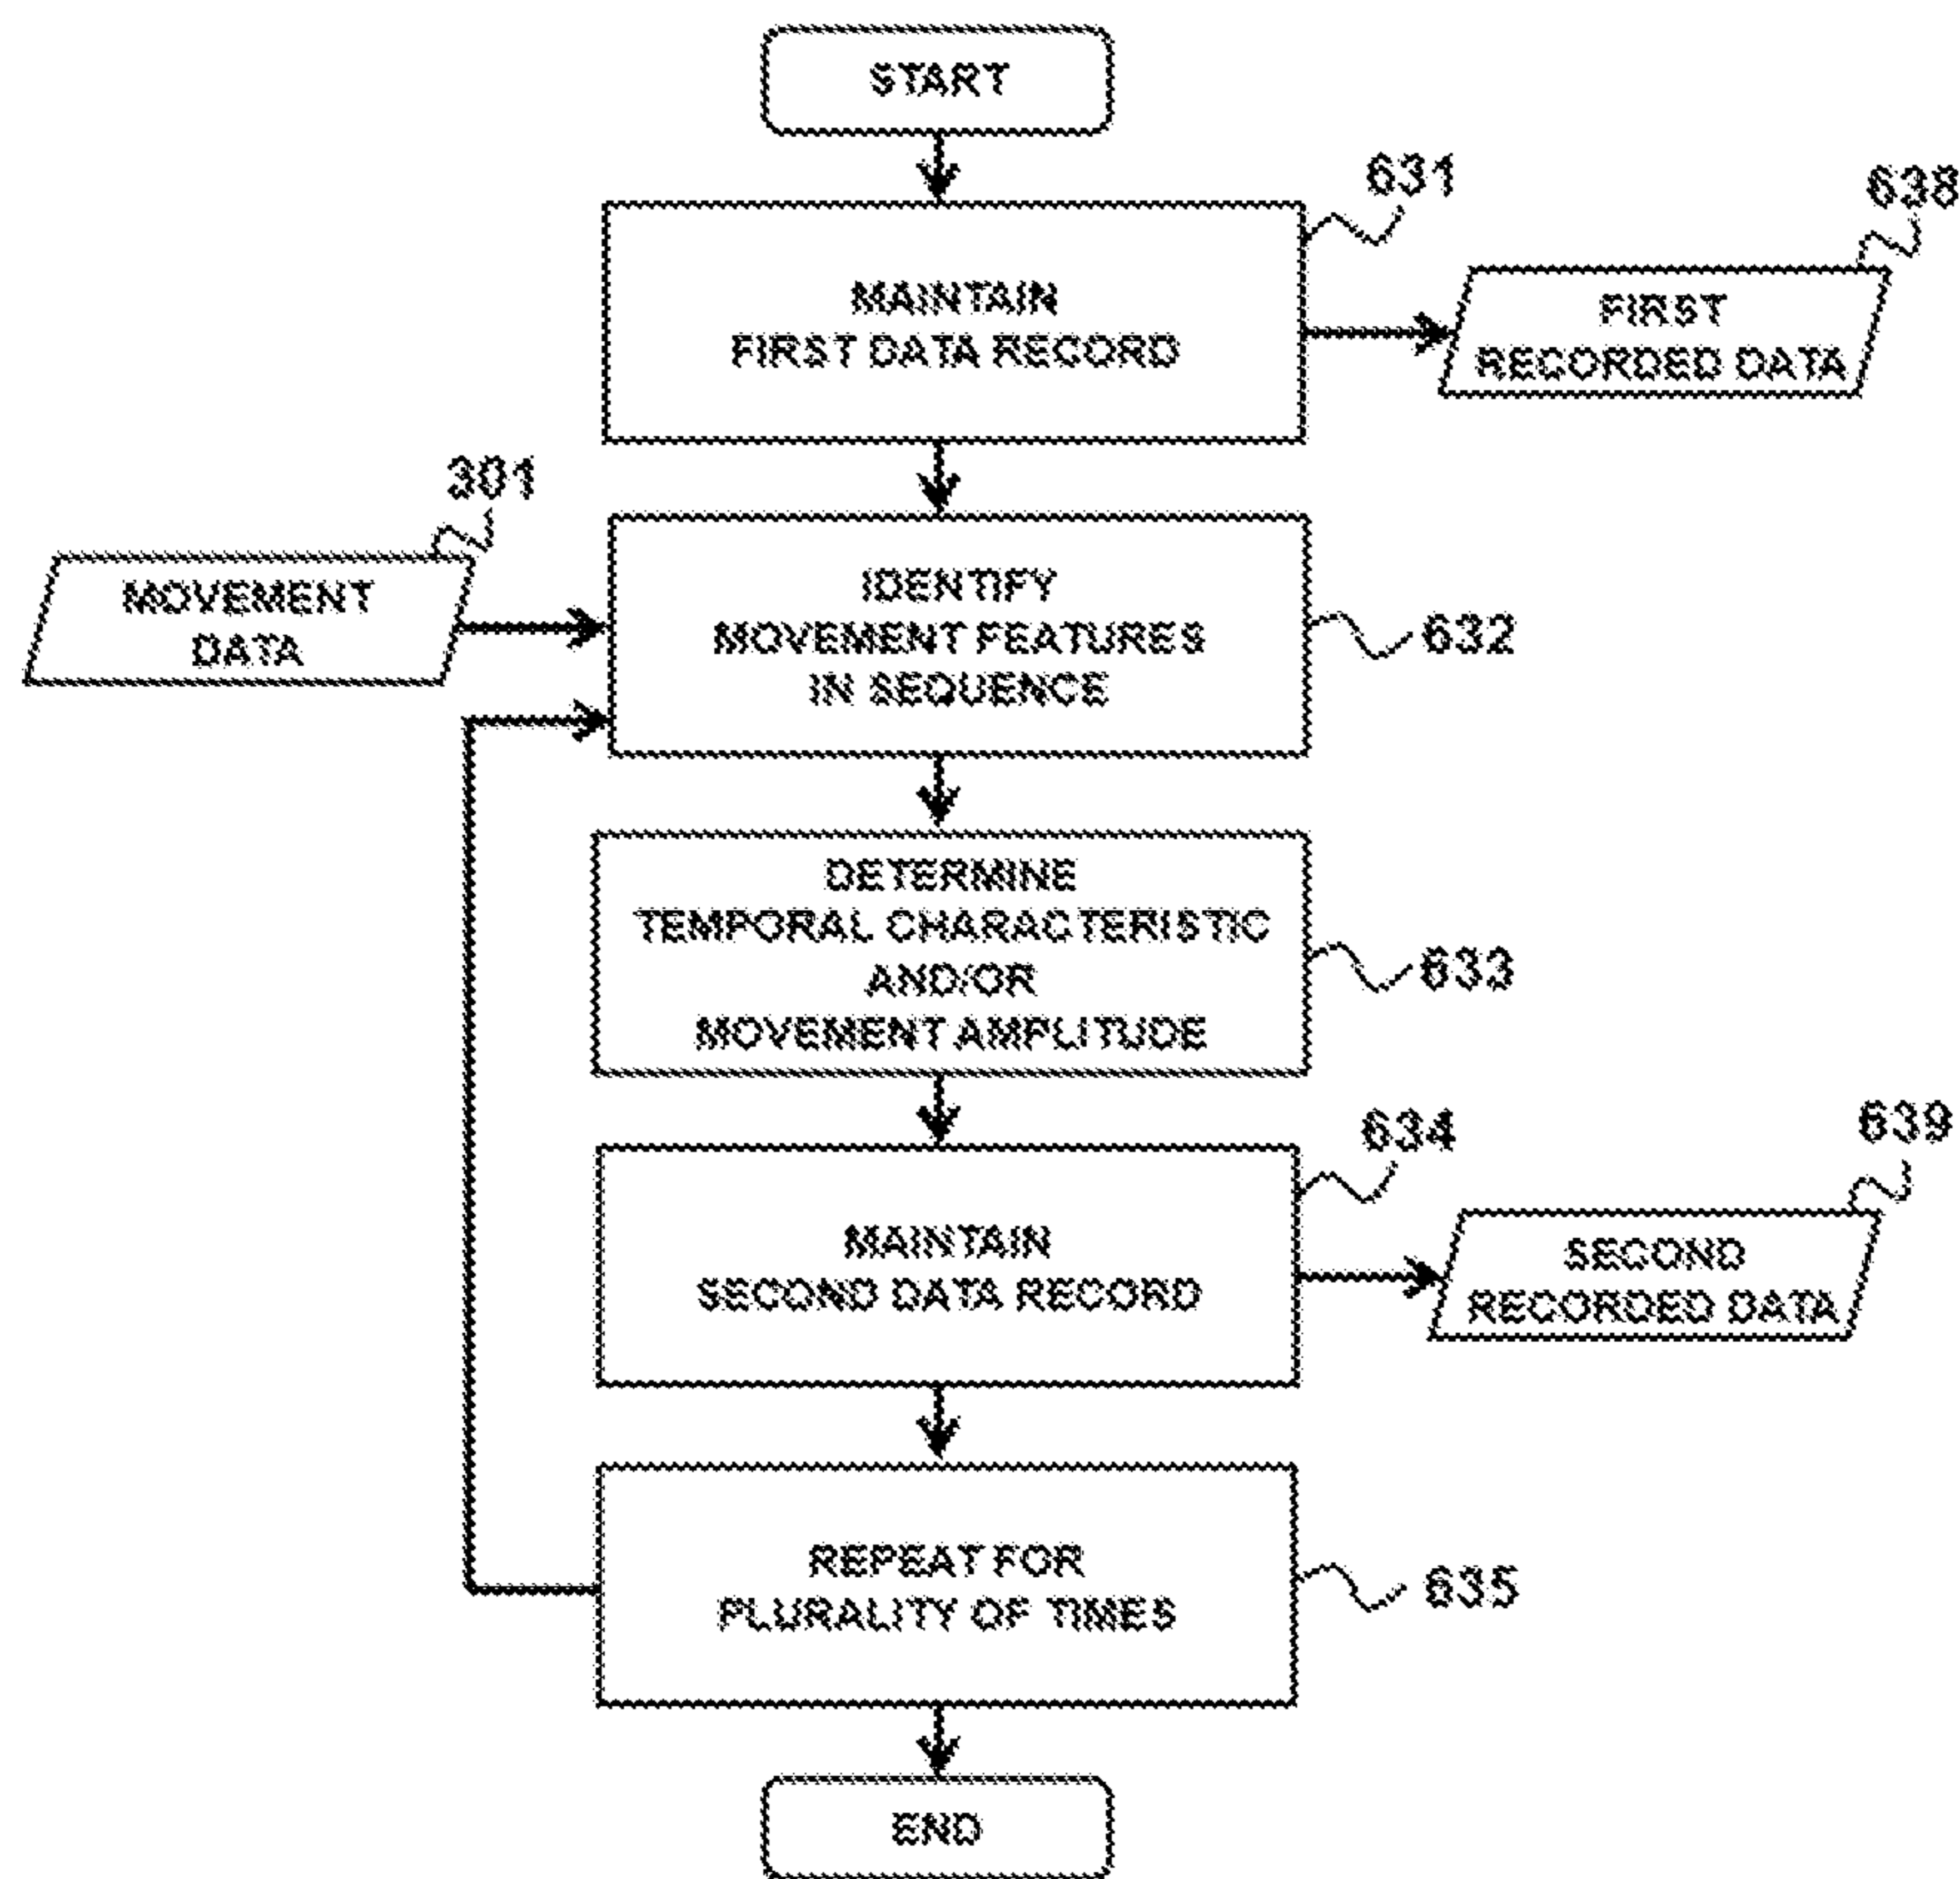 START
631
638
MAINTAIN
FIRST DATA RECORD
FIRST
RECORDED DATA
301
MOVEMENT
DATA
IDENTIFY
MOVEMENT FEATURES
IN SEQUENCE
632
DETERMINE
TEMPORAL CHARACTERISTIC
AND/OR
MOVEMENT AMPLITUDE
633
634
639
MAINTAIN
SECOND DATA RECORD
SECOND
RECORDED DATA
REPEAT FOR
PLURALITY OF TIMES
635
END